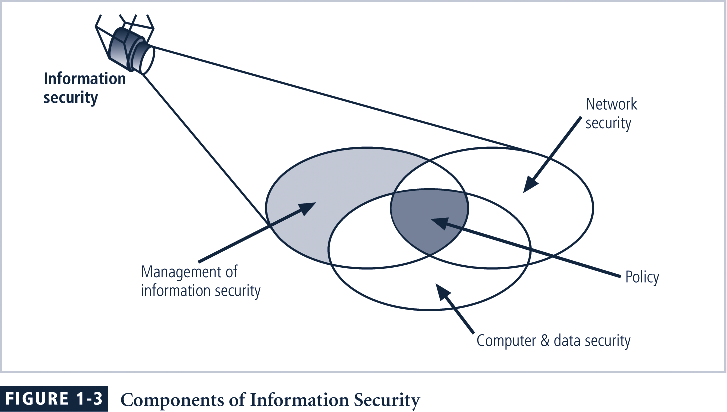 Information
security
Network
security
Management of
information security
Policy
Computer & data security
FIGURE 1-3 Components of Information Security